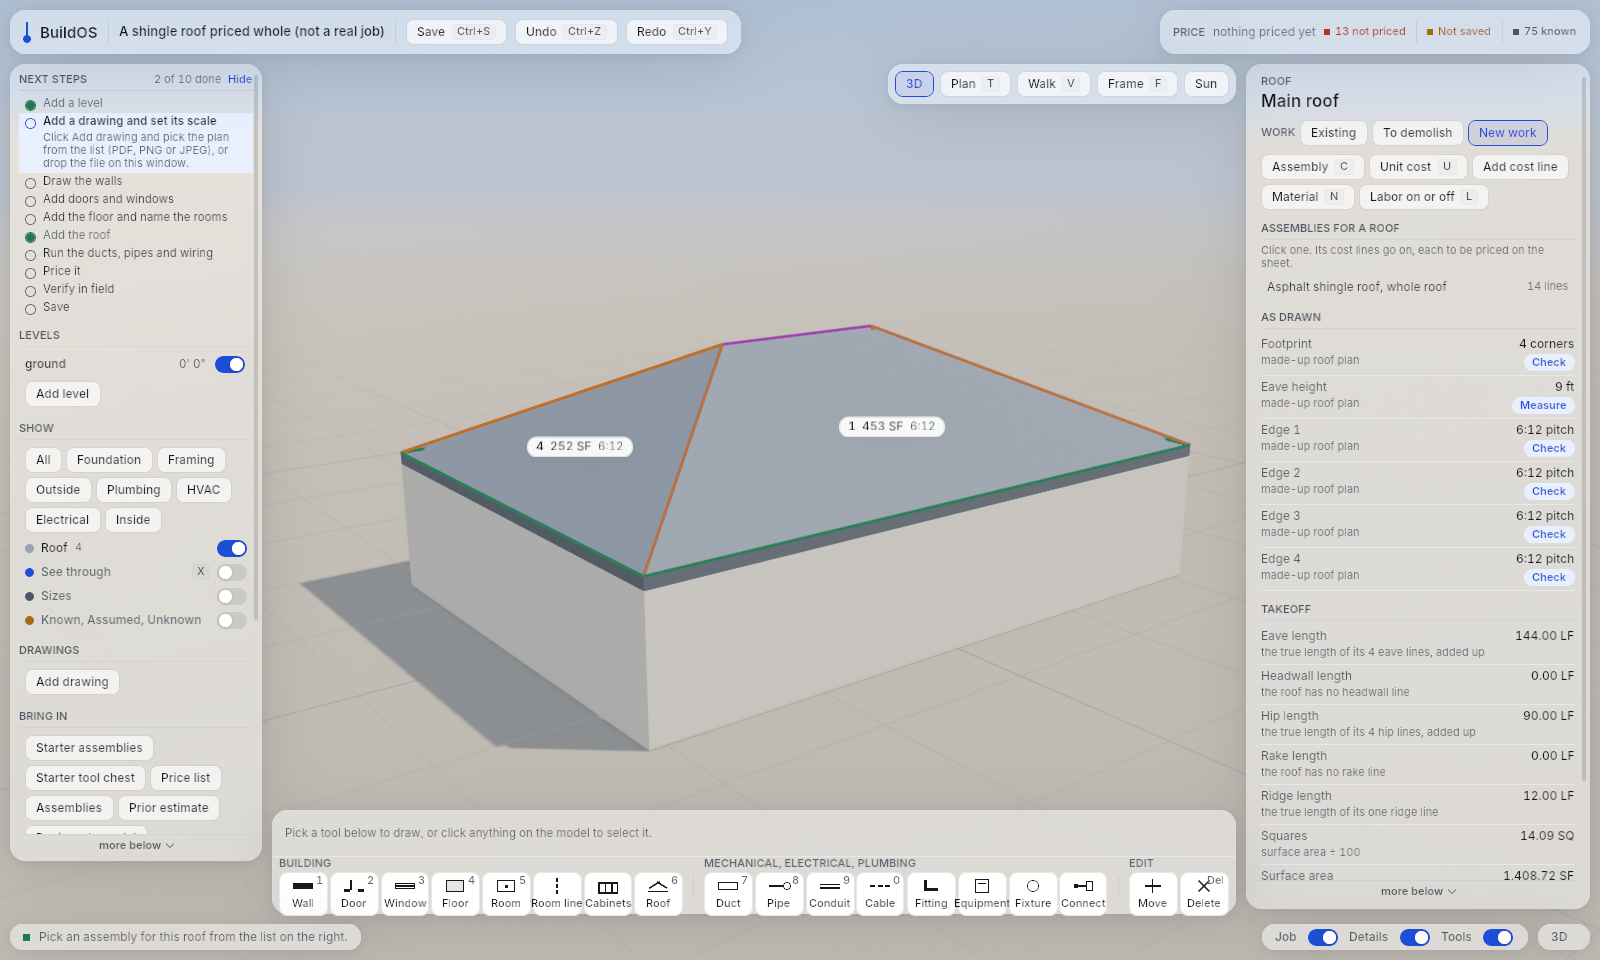 BuildOS
A shingle roof priced whole (not a real job)
Save Ctrl+S
Undo Ctrl+Z
Redo Ctrl+Y
PRICE nothing priced yet
13 not priced
Not saved
75 known
NEXT STEPS 2 of 10 done Hide
Add a level
Add a drawing and set its scale
Click Add drawing and pick the plan
from the list (PDF, PNG or JPEG), or
drop the file on this window.
Draw the walls
Add doors and windows
Add the floor and name the rooms
Add the roof
Run the ducts, pipes and wiring
Price it
Verify in field
Save
LEVELS
ground 0' 0"
Add level
SHOW
All Foundation Framing
Outside Plumbing HVAC
Electrical Inside
Roof 4
See through X
Sizes
Known, Assumed, Unknown
DRAWINGS
Add drawing
BRING IN
Starter assemblies
Starter tool chest Price list
Assemblies Prior estimate
more below
3D Plan T Walk V Frame F Sun
4 252 SF 6:12
1 453 SF 6:12
ROOF
Main roof
WORK Existing To demolish New work
Assembly C Unit cost U Add cost line
Material N Labor on or off L
ASSEMBLIES FOR A ROOF
Click one. Its cost lines go on, each to be priced on the
sheet.
Asphalt shingle roof, whole roof 14 lines
AS DRAWN
Footprint 4 corners
made-up roof plan Check
Eave height 9 ft
made-up roof plan Measure
Edge 1 6:12 pitch
made-up roof plan Check
Edge 2 6:12 pitch
made-up roof plan Check
Edge 3 6:12 pitch
made-up roof plan Check
Edge 4 6:12 pitch
made-up roof plan Check
TAKEOFF
Eave length 144.00 LF
the true length of its 4 eave lines, added up
Headwall length 0.00 LF
the roof has no headwall line
Hip length 90.00 LF
the true length of its 4 hip lines, added up
Rake length 0.00 LF
the roof has no rake line
Ridge length 12.00 LF
the true length of its one ridge line
Squares 14.09 SQ
surface area ÷ 100
Surface area 1,408.72 SF
more below
Pick a tool below to draw, or click anything on the model to select it.
BUILDING
1 Wall
2 Door
3 Window
4 Floor
5 Room
Room line
Cabinets
6 Roof
MECHANICAL, ELECTRICAL, PLUMBING
7 Duct
8 Pipe
9 Conduit
0 Cable
Fitting
Equipment
Fixture
Connect
EDIT
Move
Del Delete
Pick an assembly for this roof from the list on the right.
Job Details Tools 3D